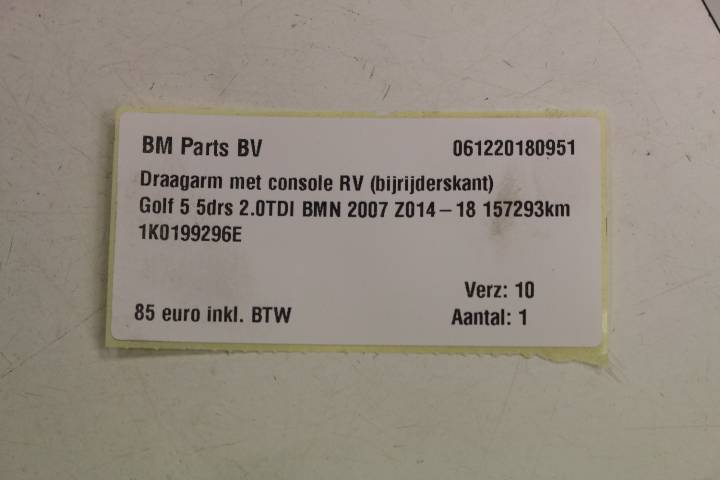 BM Parts BV 061220180951
Draagarm met console RV (bijrijderskant)
Golf 5 5drs 2.0TDI BMN 2007 Z014-18 157293km
1K0199296E
Verz: 10
85 euro inkl. BTW Aantal: 1